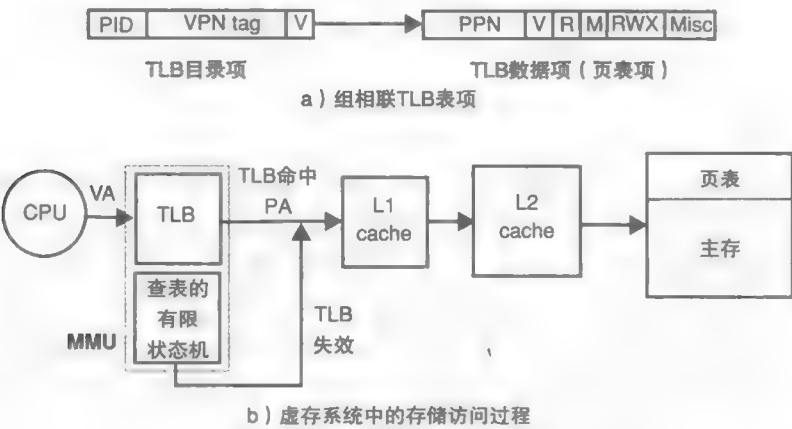 PID VPN tag V PPN V R M RWX Misc
TLB目录项 TLB数据项（页表项）
a）组相联TLB表项
CPU
VA
TLB
TLB命中
PA
L1
cache
L2
cache
页表
主存
查表的
有限
状态机
MMU
TLB
失效
b）虚存系统中的存储访问过程